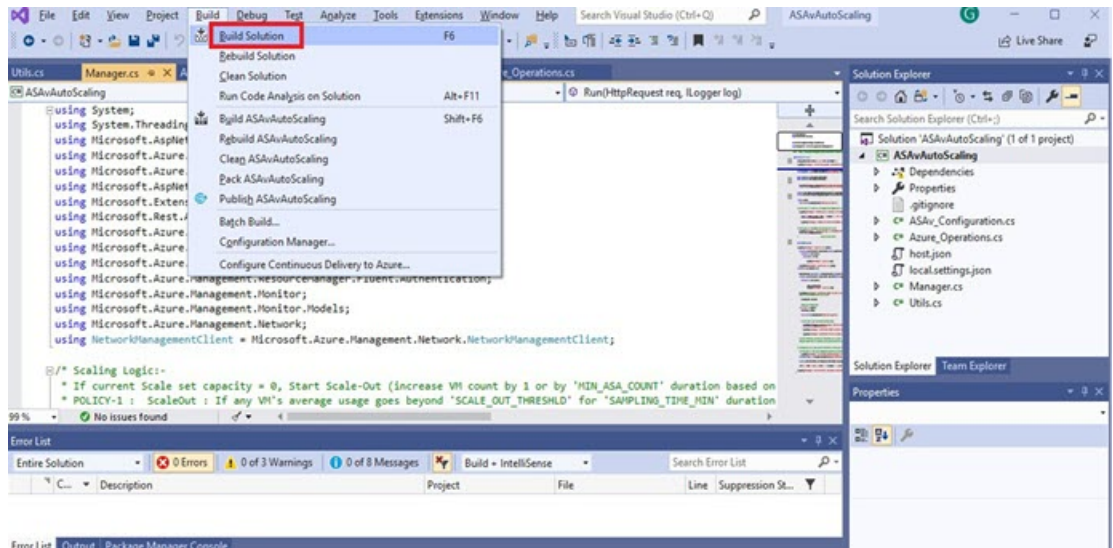 File Edit View Project Build Debug Test Analyze Tools Extensions Window Help Search Visual Studio (Ctrl+Q) ASAvAutoScaling G
Live Share
Build Solution F6
Rebuild Solution
Clean Solution
Run Code Analysis on Solution Alt+F11
Build ASAvAutoScaling Shift+F6
Rebuild ASAvAutoScaling
Clean ASAvAutoScaling
Pack ASAvAutoScaling
Publish ASAvAutoScaling
Batch Build...
Configuration Manager...
Configure Continuous Delivery to Azure...
Utils.cs Manager.cs A e_Operations.cs
ASAvAutoScaling Run(HttpRequest req, ILogger log)
using System;
using System.Threading
using Microsoft.AspNet
using Microsoft.Azure.
using Microsoft.Azure.
using Microsoft.AspNet
using Microsoft.Extens
using Microsoft.Rest.A
using Microsoft.Azure.
using Microsoft.Azure.
using Microsoft.Azure.
using Microsoft.Azure.Management.ResourceManager.Fluent.Authentication;
using Microsoft.Azure.Management.Monitor;
using Microsoft.Azure.Management.Monitor.Models;
using Microsoft.Azure.Management.Network;
using NetworkManagementClient = Microsoft.Azure.Management.Network.NetworkManagementClient;
/* Scaling Logic:-
* If current Scale set capacity = 0, Start Scale-Out (increase VM count by 1 or by 'MIN_ASA_COUNT' duration based on
* POLICY-1 : ScaleOut : If any VM's average usage goes beyond 'SCALE_OUT_THRESHLD' for 'SAMPLING_TIME_MIN' duration
99 % No issues found
Solution Explorer
Search Solution Explorer (Ctrl+;)
Solution 'ASAvAutoScaling' (1 of 1 project)
ASAvAutoScaling
Dependencies
Properties
.gitignore
ASAv_Configuration.cs
Azure_Operations.cs
host.json
local.settings.json
Manager.cs
Utils.cs
Solution Explorer Team Explorer
Properties
Error List
Entire Solution 0 Errors 0 of 3 Warnings 0 of 8 Messages Build + IntelliSense Search Error List
C... Description Project File Line Suppression St...
Error List Output Package Manager Console